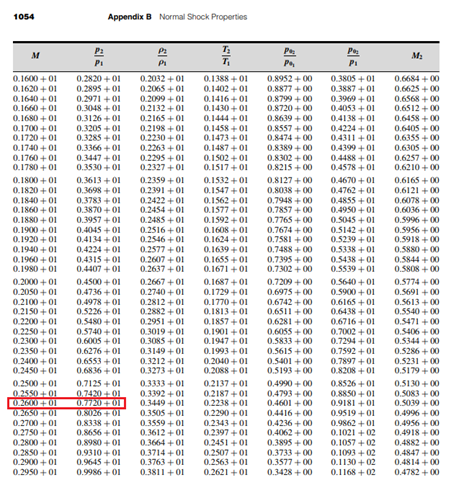 1054 Appendix B Normal Shock Properties
M p2/p1 ρ2/ρ1 T2/T1 p02/p01 p02/p1 M2
0.1600 + 01 0.2820 + 01 0.2032 + 01 0.1388 + 01 0.8952 + 00 0.3805 + 01 0.6684 + 00
0.1620 + 01 0.2895 + 01 0.2065 + 01 0.1402 + 01 0.8877 + 00 0.3887 + 01 0.6625 + 00
0.1640 + 01 0.2971 + 01 0.2099 + 01 0.1416 + 01 0.8799 + 00 0.3969 + 01 0.6568 + 00
0.1660 + 01 0.3048 + 01 0.2132 + 01 0.1430 + 01 0.8720 + 00 0.4053 + 01 0.6512 + 00
0.1680 + 01 0.3126 + 01 0.2165 + 01 0.1444 + 01 0.8639 + 00 0.4138 + 01 0.6458 + 00
0.1700 + 01 0.3205 + 01 0.2198 + 01 0.1458 + 01 0.8557 + 00 0.4224 + 01 0.6405 + 00
0.1720 + 01 0.3285 + 01 0.2230 + 01 0.1473 + 01 0.8474 + 00 0.4311 + 01 0.6355 + 00
0.1740 + 01 0.3366 + 01 0.2263 + 01 0.1487 + 01 0.8389 + 00 0.4399 + 01 0.6305 + 00
0.1760 + 01 0.3447 + 01 0.2295 + 01 0.1502 + 01 0.8302 + 00 0.4488 + 01 0.6257 + 00
0.1780 + 01 0.3530 + 01 0.2327 + 01 0.1517 + 01 0.8215 + 00 0.4578 + 01 0.6210 + 00
0.1800 + 01 0.3613 + 01 0.2359 + 01 0.1532 + 01 0.8127 + 00 0.4670 + 01 0.6165 + 00
0.1820 + 01 0.3698 + 01 0.2391 + 01 0.1547 + 01 0.8038 + 00 0.4762 + 01 0.6121 + 00
0.1840 + 01 0.3783 + 01 0.2422 + 01 0.1562 + 01 0.7948 + 00 0.4855 + 01 0.6078 + 00
0.1860 + 01 0.3870 + 01 0.2454 + 01 0.1577 + 01 0.7857 + 00 0.4950 + 01 0.6036 + 00
0.1880 + 01 0.3957 + 01 0.2485 + 01 0.1592 + 01 0.7765 + 00 0.5045 + 01 0.5996 + 00
0.1900 + 01 0.4045 + 01 0.2516 + 01 0.1608 + 01 0.7674 + 00 0.5142 + 01 0.5956 + 00
0.1920 + 01 0.4134 + 01 0.2546 + 01 0.1624 + 01 0.7581 + 00 0.5239 + 01 0.5918 + 00
0.1940 + 01 0.4224 + 01 0.2577 + 01 0.1639 + 01 0.7488 + 00 0.5338 + 01 0.5880 + 00
0.1960 + 01 0.4315 + 01 0.2607 + 01 0.1655 + 01 0.7395 + 00 0.5438 + 01 0.5844 + 00
0.1980 + 01 0.4407 + 01 0.2637 + 01 0.1671 + 01 0.7302 + 00 0.5539 + 01 0.5808 + 00
0.2000 + 01 0.4500 + 01 0.2667 + 01 0.1687 + 01 0.7209 + 00 0.5640 + 01 0.5774 + 00
0.2050 + 01 0.4736 + 01 0.2740 + 01 0.1729 + 01 0.6975 + 00 0.5900 + 01 0.5691 + 00
0.2100 + 01 0.4978 + 01 0.2812 + 01 0.1770 + 01 0.6742 + 00 0.6165 + 01 0.5613 + 00
0.2150 + 01 0.5226 + 01 0.2882 + 01 0.1813 + 01 0.6511 + 00 0.6438 + 01 0.5540 + 00
0.2200 + 01 0.5480 + 01 0.2951 + 01 0.1857 + 01 0.6281 + 00 0.6716 + 01 0.5471 + 00
0.2250 + 01 0.5740 + 01 0.3019 + 01 0.1901 + 01 0.6055 + 00 0.7002 + 01 0.5406 + 00
0.2300 + 01 0.6005 + 01 0.3085 + 01 0.1947 + 01 0.5833 + 00 0.7294 + 01 0.5344 + 00
0.2350 + 01 0.6276 + 01 0.3149 + 01 0.1993 + 01 0.5615 + 00 0.7592 + 01 0.5286 + 00
0.2400 + 01 0.6553 + 01 0.3212 + 01 0.2040 + 01 0.5401 + 00 0.7897 + 01 0.5231 + 00
0.2450 + 01 0.6836 + 01 0.3273 + 01 0.2088 + 01 0.5193 + 00 0.8208 + 01 0.5179 + 00
0.2500 + 01 0.7125 + 01 0.3333 + 01 0.2137 + 01 0.4990 + 00 0.8526 + 01 0.5130 + 00
0.2550 + 01 0.7420 + 01 0.3392 + 01 0.2187 + 01 0.4793 + 00 0.8850 + 01 0.5083 + 00
0.2600 + 01 0.7720 + 01 0.3449 + 01 0.2238 + 01 0.4601 + 00 0.9181 + 01 0.5039 + 00
0.2650 + 01 0.8026 + 01 0.3505 + 01 0.2290 + 01 0.4416 + 00 0.9519 + 01 0.4996 + 00
0.2700 + 01 0.8338 + 01 0.3559 + 01 0.2343 + 01 0.4236 + 00 0.9862 + 01 0.4956 + 00
0.2750 + 01 0.8656 + 01 0.3612 + 01 0.2397 + 01 0.4062 + 00 0.1021 + 02 0.4918 + 00
0.2800 + 01 0.8980 + 01 0.3664 + 01 0.2451 + 01 0.3895 + 00 0.1057 + 02 0.4882 + 00
0.2850 + 01 0.9310 + 01 0.3714 + 01 0.2507 + 01 0.3733 + 00 0.1093 + 02 0.4847 + 00
0.2900 + 01 0.9645 + 01 0.3763 + 01 0.2563 + 01 0.3577 + 00 0.1130 + 02 0.4814 + 00
0.2950 + 01 0.9986 + 01 0.3811 + 01 0.2621 + 01 0.3428 + 00 0.1168 + 02 0.4782 + 00